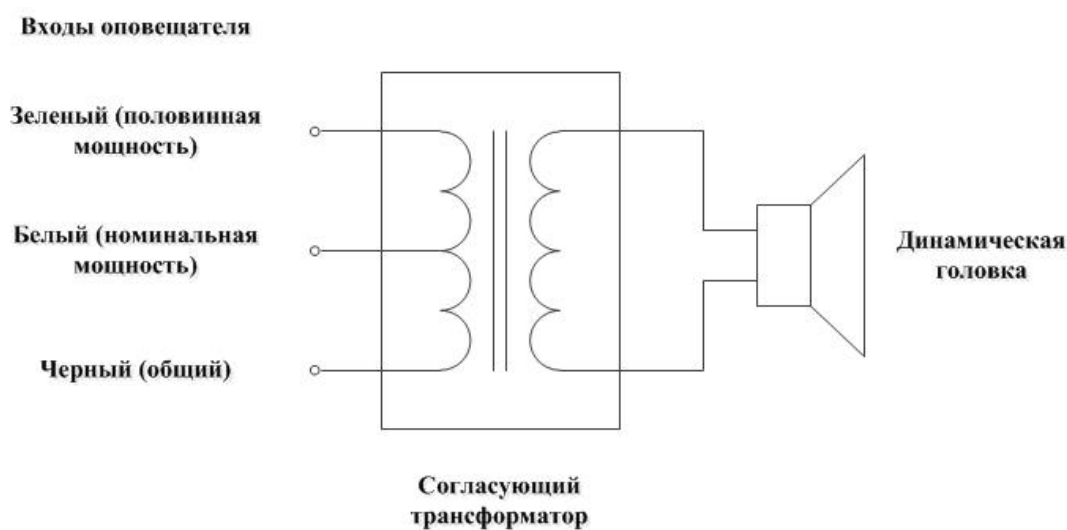 Входы оповещателя
Зеленый (половинная
мощность)
Белый (номинальная
мощность)
Черный (общий)
Динамическая
головка
Согласующий
трансформатор